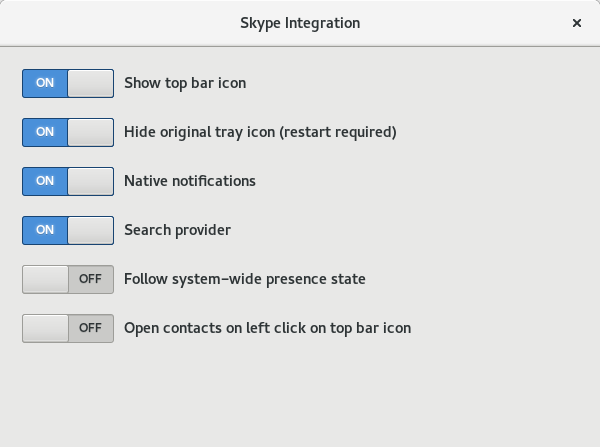 Skype Integration
ON Show top bar icon
ON Hide original tray icon (restart required)
ON Native notifications
ON Search provider
OFF Follow system-wide presence state
OFF Open contacts on left click on top bar icon